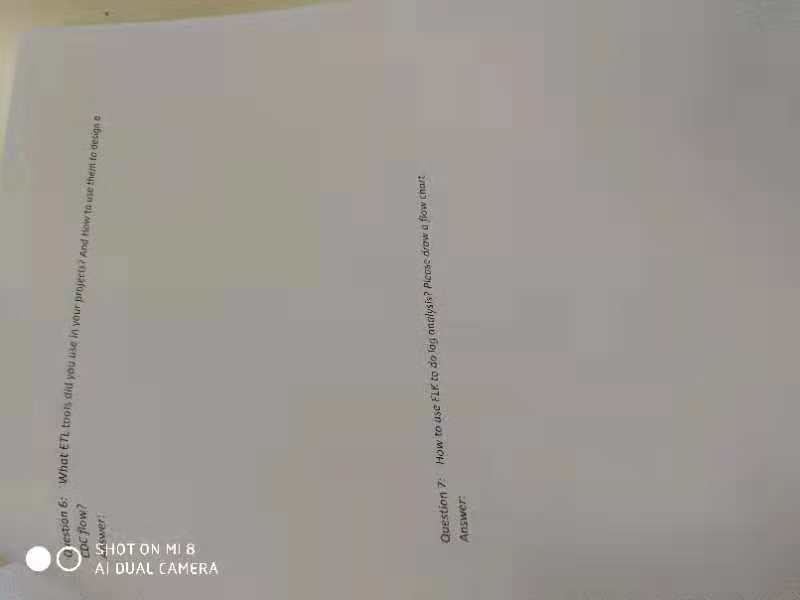 Question 6: What ETL tools did you use in your projects? And How to use them to design a
CDC flow?
Answer:
Question 7: How to use ELK to do log analysis? Please draw a flow chart.
Answer:
SHOT ON MI 8
AI DUAL CAMERA